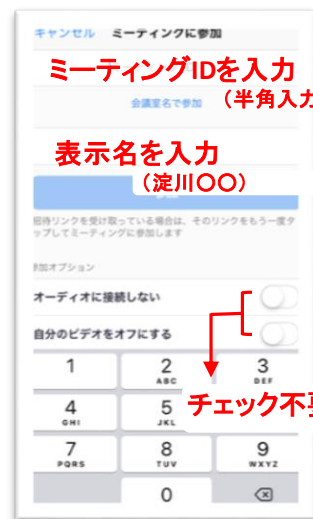 キャンセル ミーティングに参加
ミーティングIDを入力
会議室名で参加 （半角入力
表示名を入力
（淀川〇〇）
招待リンクを受け取っている場合は、そのリンクをもう一度タ
ップしてミーティングに参加します
参加オプション
オーディオに接続しない
自分のビデオをオフにする
1 2 3
ABC DEF
4 5
GHI JKL
チェック不要
7 8 9
PQRS TUV WXYZ
0